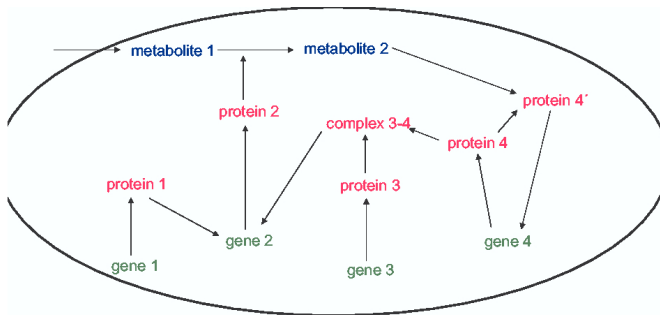 metabolite 1
metabolite 2
protein 4´
protein 2
complex 3-4
protein 4
protein 1
protein 3
gene 2
gene 4
gene 1
gene 3